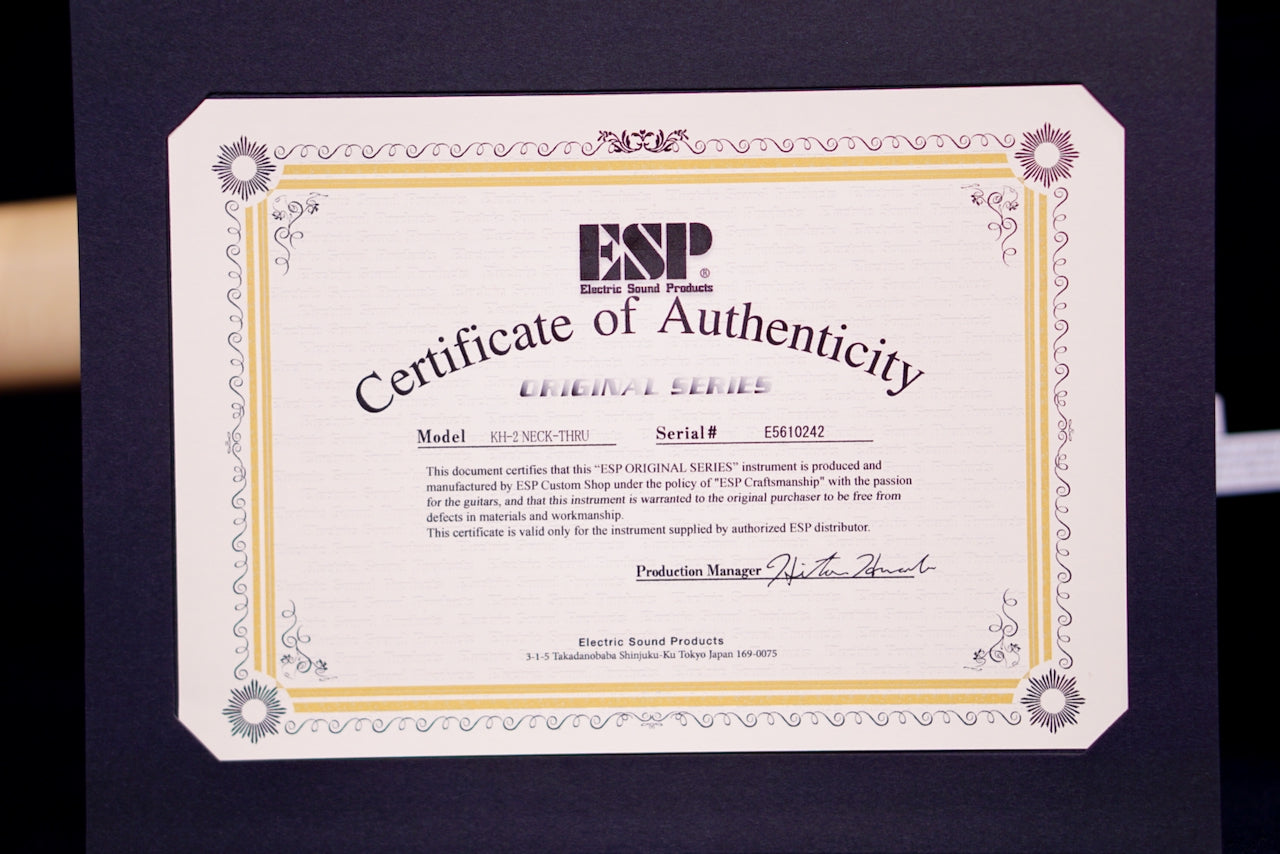 ESP®
Electric Sound Products
Certificate of Authenticity
ORIGINAL SERIES
Model KH-2 NECK-THRU Serial# E5610242
This document certifies that this “ESP ORIGINAL SERIES” instrument is produced and
manufactured by ESP Custom Shop under the policy of "ESP Craftsmanship" with the passion
for the guitars, and that this instrument is warranted to the original purchaser to be free from
defects in materials and workmanship.
This certificate is valid only for the instrument supplied by authorized ESP distributor.
Production Manager
Electric Sound Products
3-1-5 Takadanobaba Shinjuku-Ku Tokyo Japan 169-0075